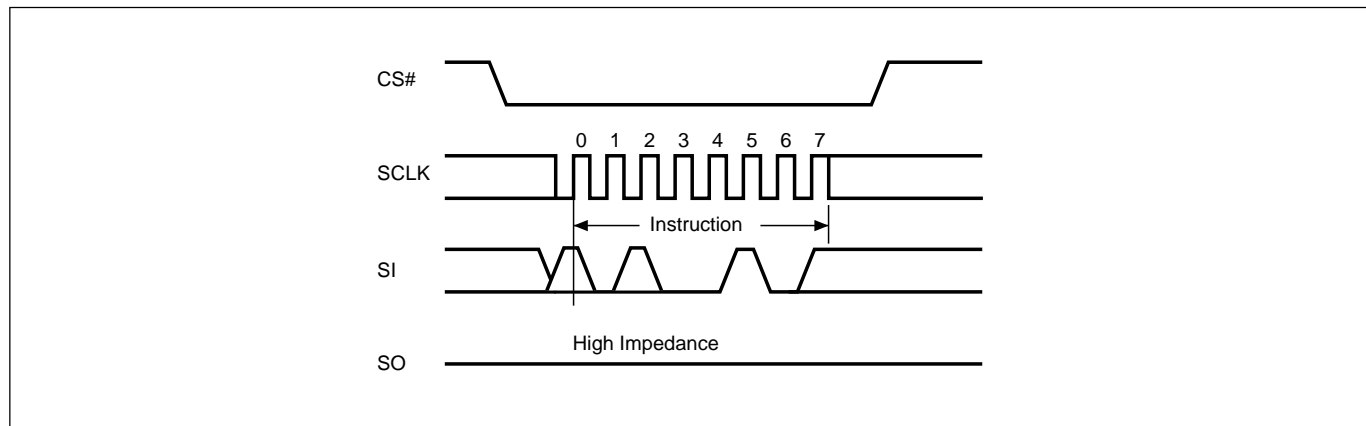 CS#
0 1 2 3 4 5 6 7
SCLK
Instruction
SI
High Impedance
SO